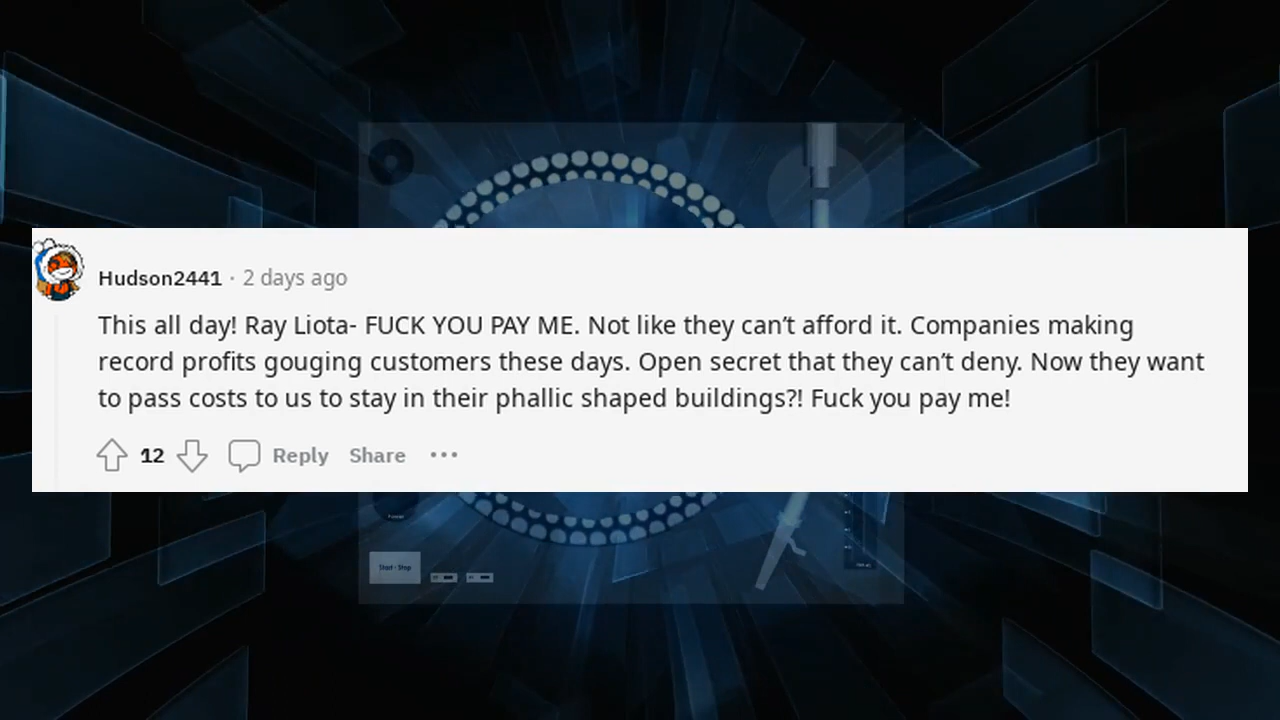 Hudson2441 · 2 days ago
This all day! Ray Liota- FUCK YOU PAY ME. Not like they can’t afford it. Companies making
record profits gouging customers these days. Open secret that they can’t deny. Now they want
to pass costs to us to stay in their phallic shaped buildings?! Fuck you pay me!
12 Reply Share
Start · Stop